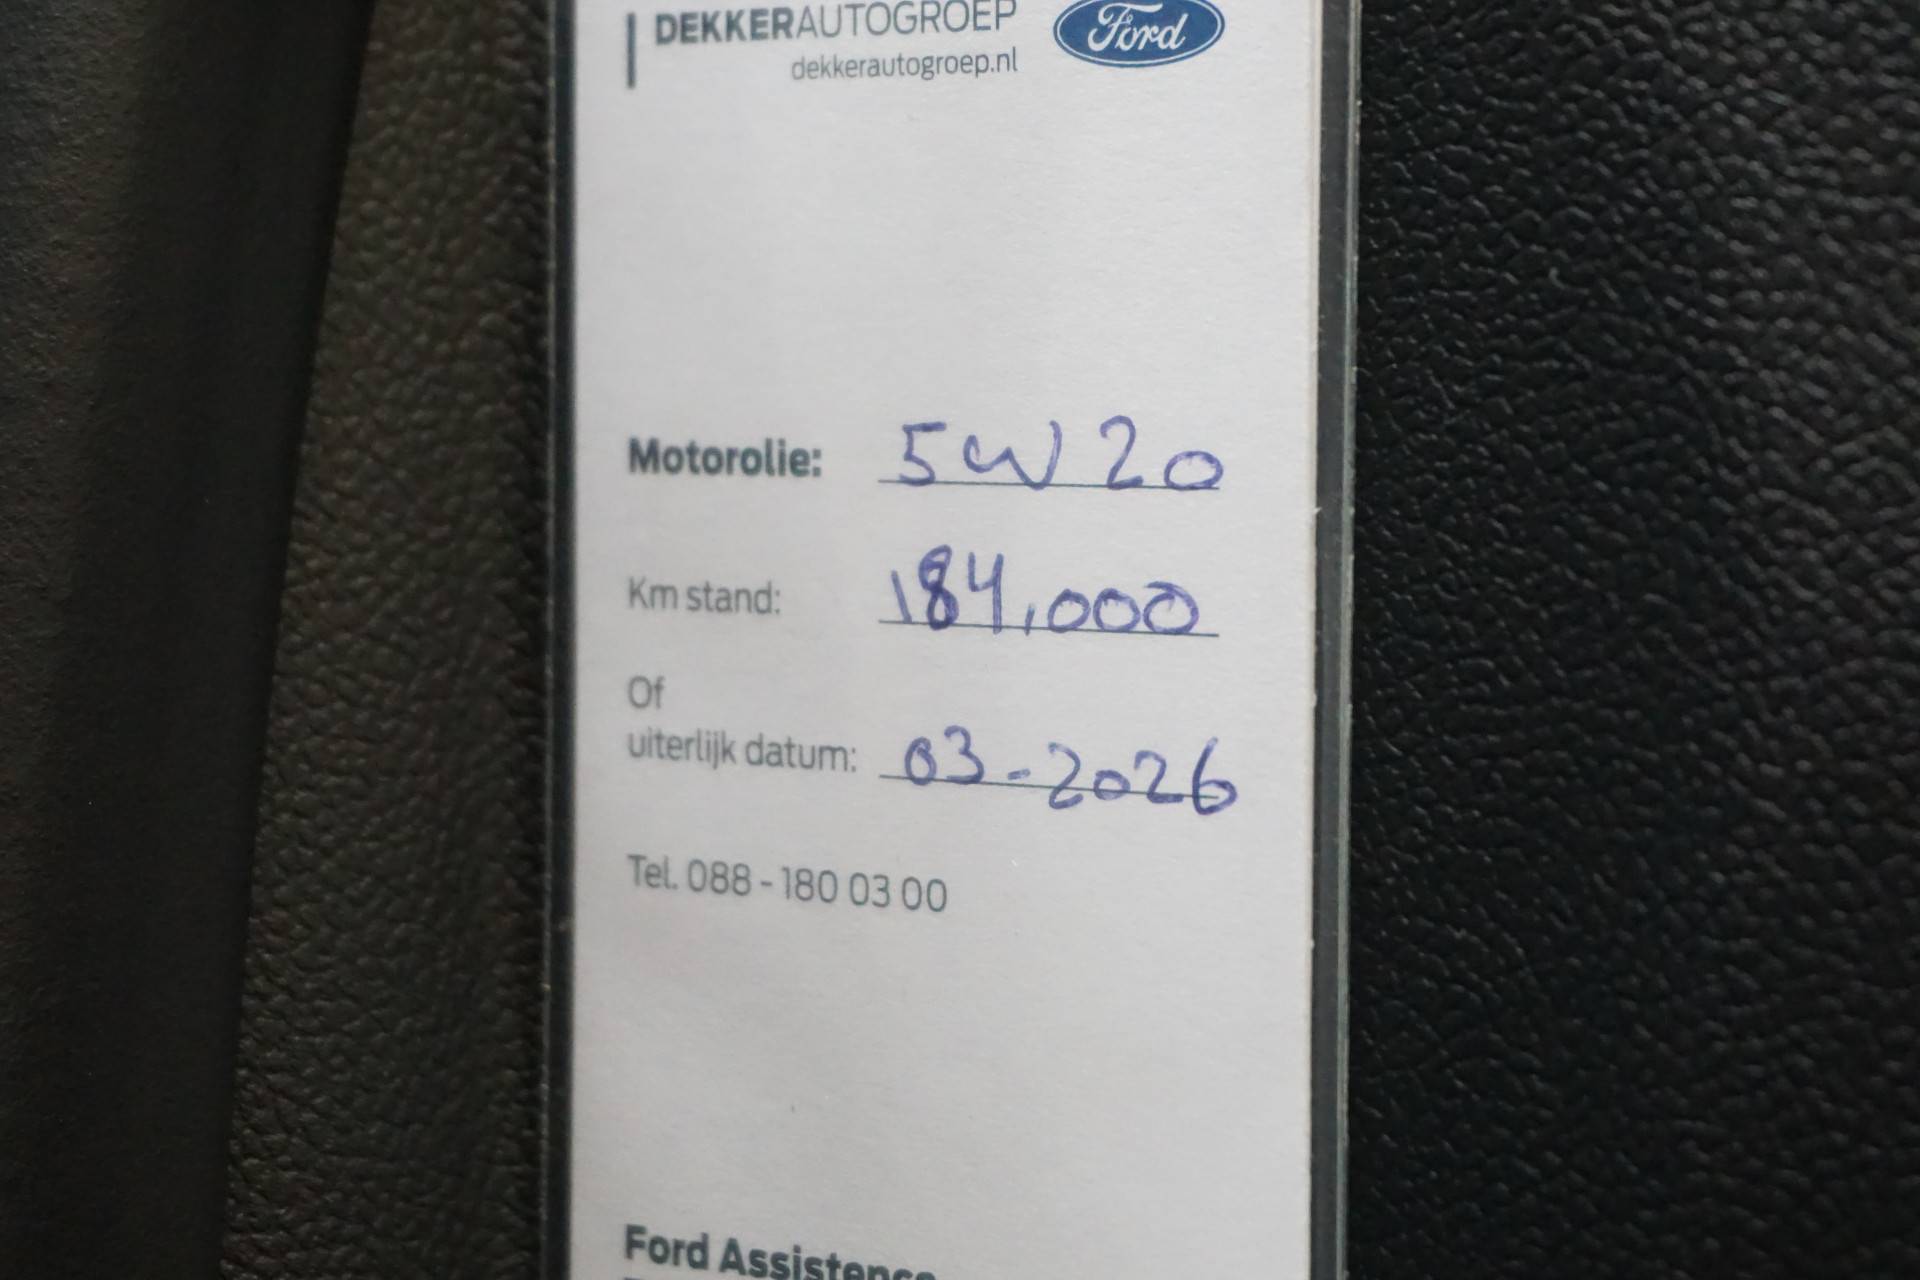 DEKKERAUTOGROEP
Ford
dekkerautogroep.nl
Motorolie: 5W20
Km stand: 184.000
Of
uiterlijk datum: 03-2026
Tel. 088 - 180 03 00
Ford Assistence